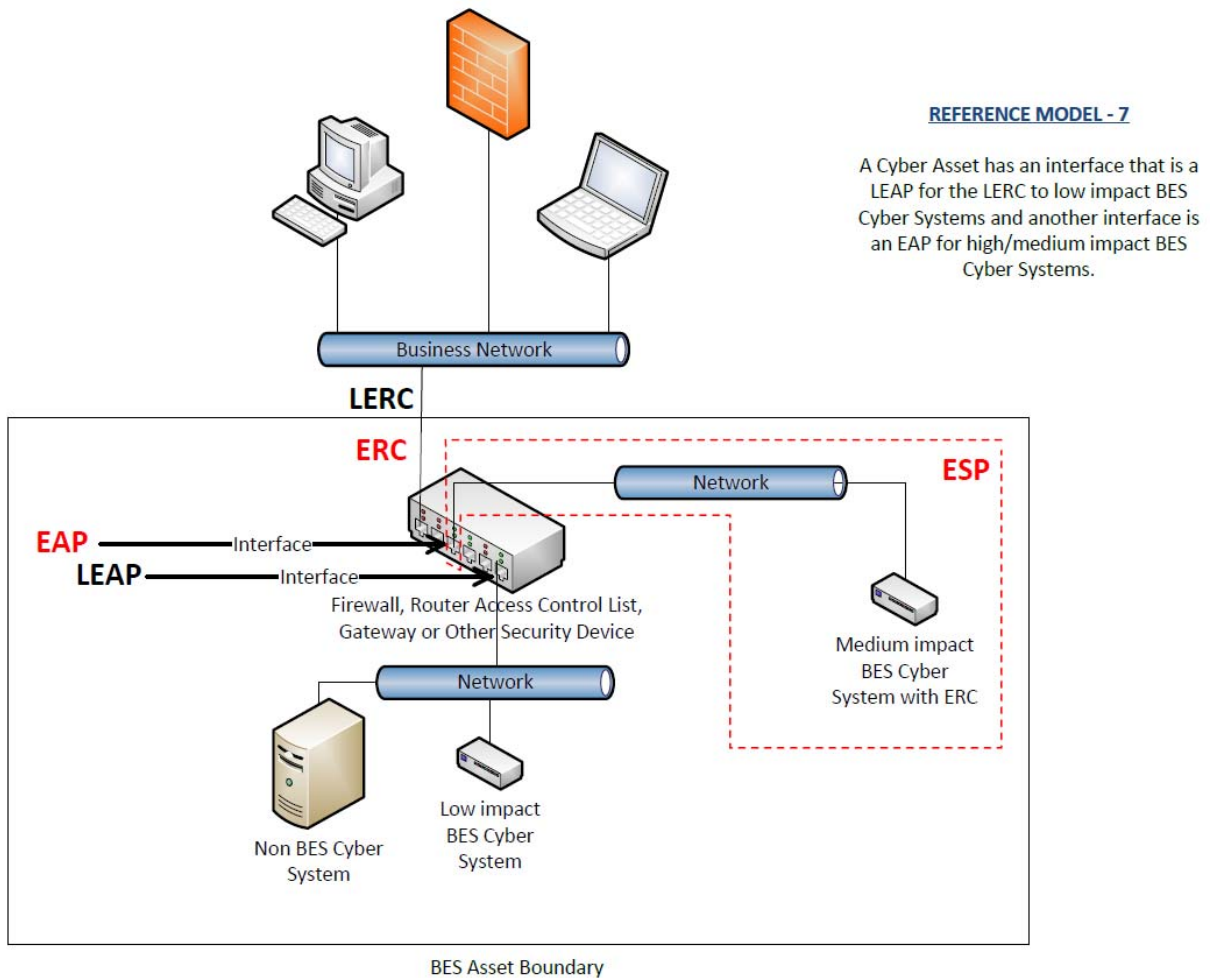 REFERENCE MODEL - 7
A Cyber Asset has an interface that is a
LEAP for the LERC to low impact BES
Cyber Systems and another interface is
an EAP for high/medium impact BES
Cyber Systems.
Business Network
LERC
ERC
ESP
Network
EAP
Interface
LEAP
Interface
Firewall, Router Access Control List,
Gateway or Other Security Device
Medium impact
BES Cyber
System with ERC
Network
Low impact
BES Cyber
System
Non BES Cyber
System
BES Asset Boundary